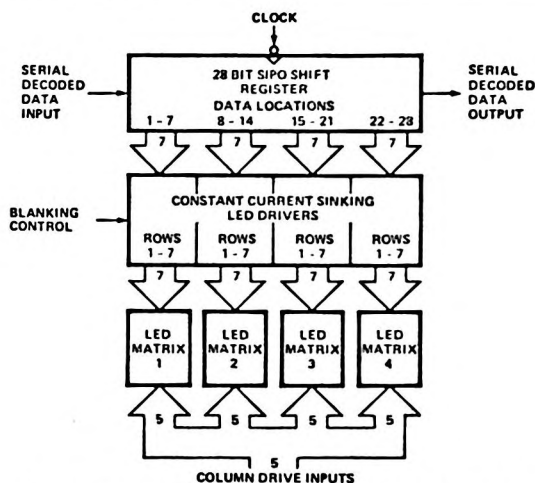 CLOCK
SERIAL DECODED DATA INPUT
28 BIT SIPO SHIFT REGISTER
DATA LOCATIONS
1 - 7 8 - 14 15 - 21 22 - 28
SERIAL DECODED DATA OUTPUT
7 7 7 7
BLANKING CONTROL
CONSTANT CURRENT SINKING
LED DRIVERS
ROWS ROWS ROWS ROWS
1 - 7 1 - 7 1 - 7 1 - 7
7 7 7 7
LED LED LED LED
MATRIX MATRIX MATRIX MATRIX
1 2 3 4
5 5 5 5
5
COLUMN DRIVE INPUTS